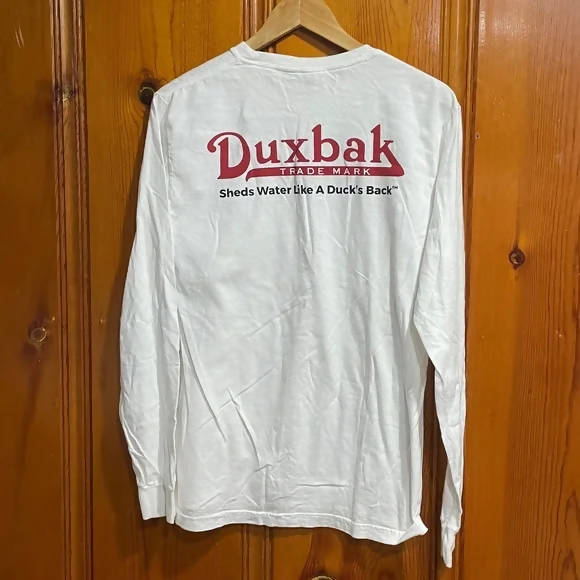 Duxbak
TRADE MARK
Sheds Water Like A Duck's Back™